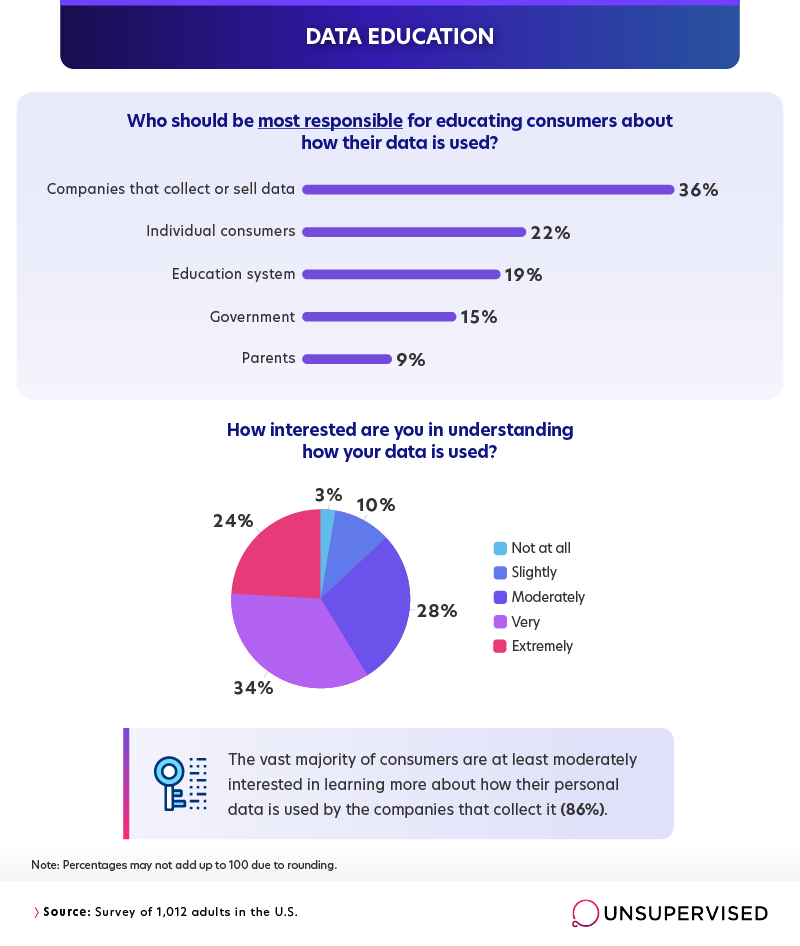 DATA EDUCATION
Who should be most responsible for educating consumers about
how their data is used?
Companies that collect or sell data 36%
Individual consumers 22%
Education system 19%
Government 15%
Parents 9%
How interested are you in understanding
how your data is used?
3%
10%
24%
28%
34%
Not at all
Slightly
Moderately
Very
Extremely
The vast majority of consumers are at least moderately
interested in learning more about how their personal
data is used by the companies that collect it (86%).
Note: Percentages may not add up to 100 due to rounding.
Source: Survey of 1,012 adults in the U.S.
UNSUPERVISED